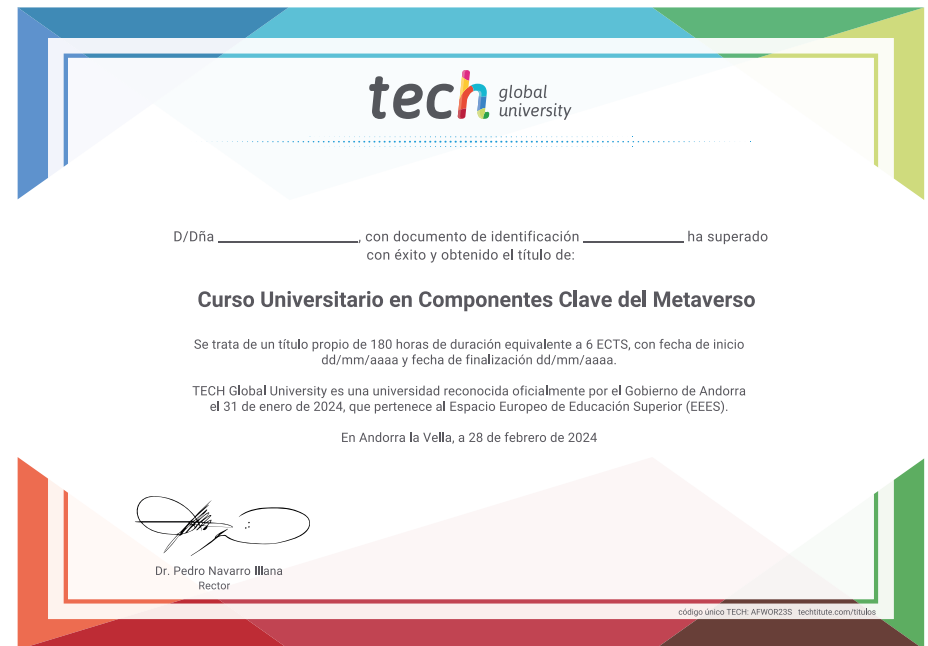 tech global university
D/Dña ____________________, con documento de identificación ______________ ha superado
con éxito y obtenido el título de:
Curso Universitario en Componentes Clave del Metaverso
Se trata de un título propio de 180 horas de duración equivalente a 6 ECTS, con fecha de inicio
dd/mm/aaaa y fecha de finalización dd/mm/aaaa.
TECH Global University es una universidad reconocida oficialmente por el Gobierno de Andorra
el 31 de enero de 2024, que pertenece al Espacio Europeo de Educación Superior (EEES).
En Andorra la Vella, a 28 de febrero de 2024
Dr. Pedro Navarro Illana
Rector
código único TECH: AFWOR23S techtitute.com/titulos